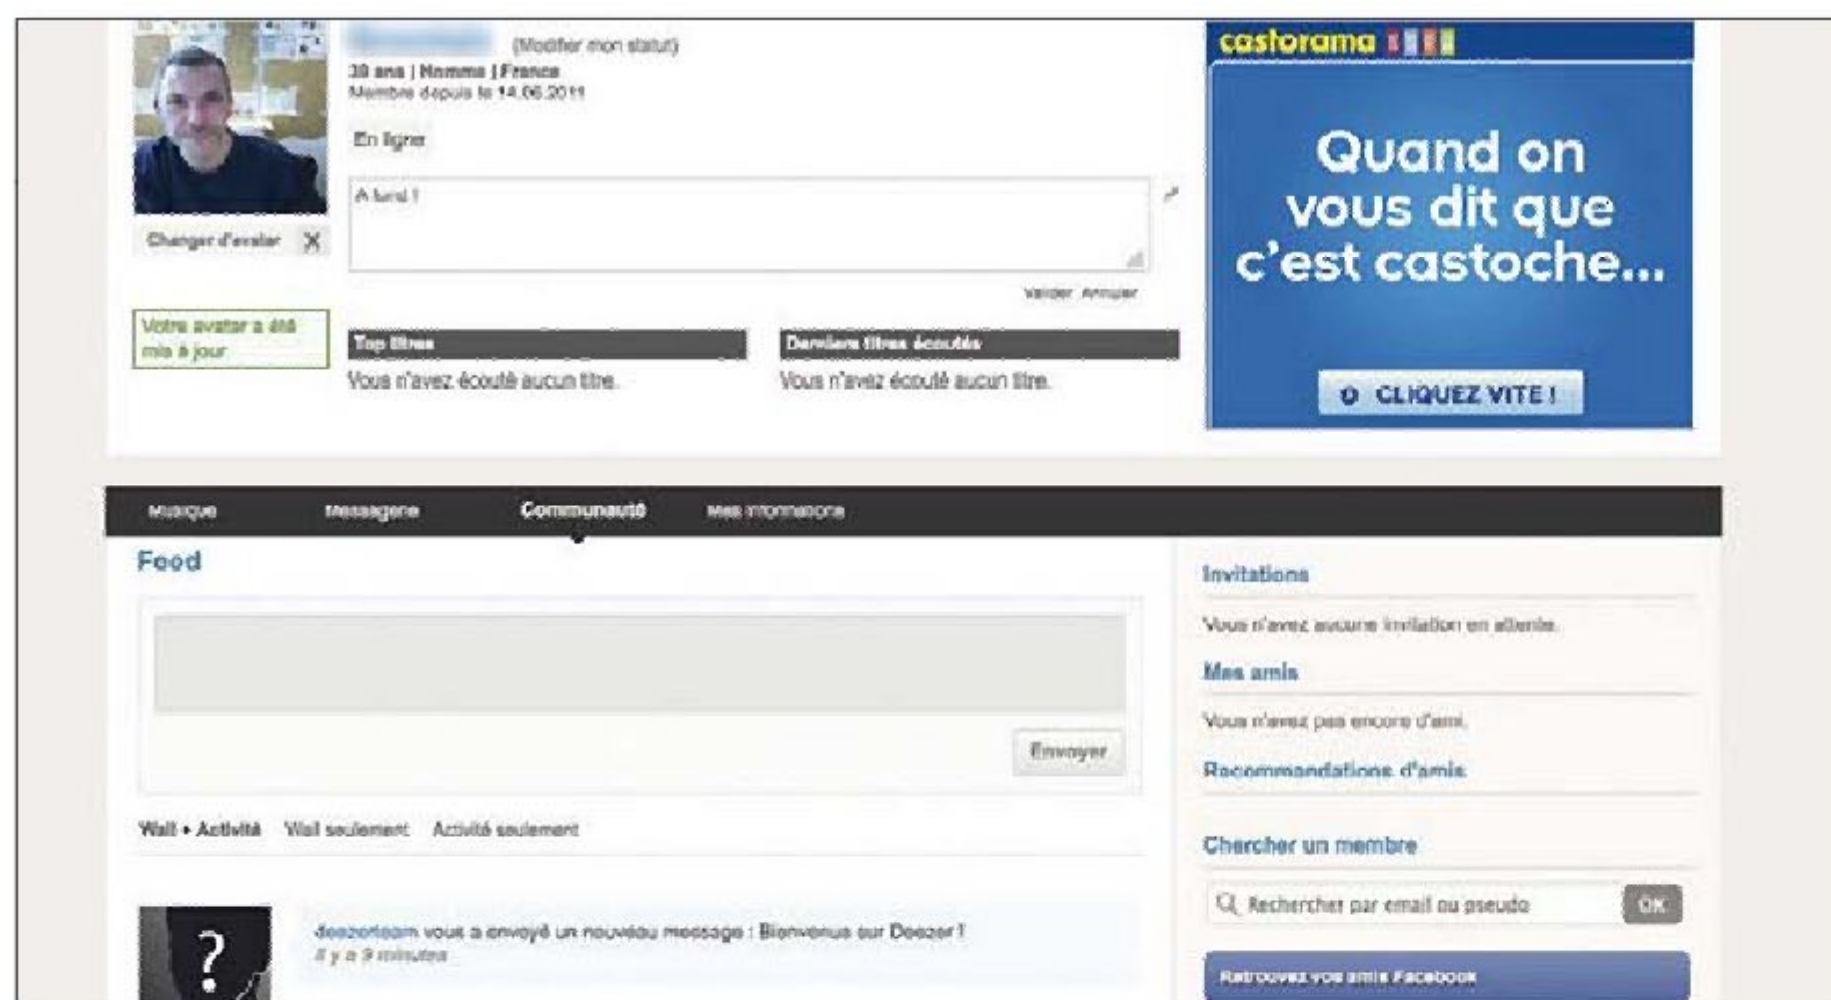 (Modifier mon statut)
39 ans | Homme | France
Membre depuis le 14.06.2011
En ligne
A fond !
Changer d'avatar X
Valider Annuler
Votre avatar a été
mis à jour
Top titres
Vous n'avez écouté aucun titre.
Derniers titres écoutés
Vous n'avez écouté aucun titre.
castorama
Quand on
vous dit que
c'est castoche...
CLIQUEZ VITE !
Musique Messagerie Communauté Mes informations
Feed
Envoyer
Wall + Activité Wall seulement Activité seulement
?
deezerteam vous a envoyé un nouveau message : Bienvenue sur Deezer !
Il y a 9 minutes
Invitations
Vous n'avez aucune invitation en attente.
Mes amis
Vous n'avez pas encore d'ami.
Recommandations d'amis
Chercher un membre
Rechercher par email ou pseudo OK
Retrouvez vos amis Facebook